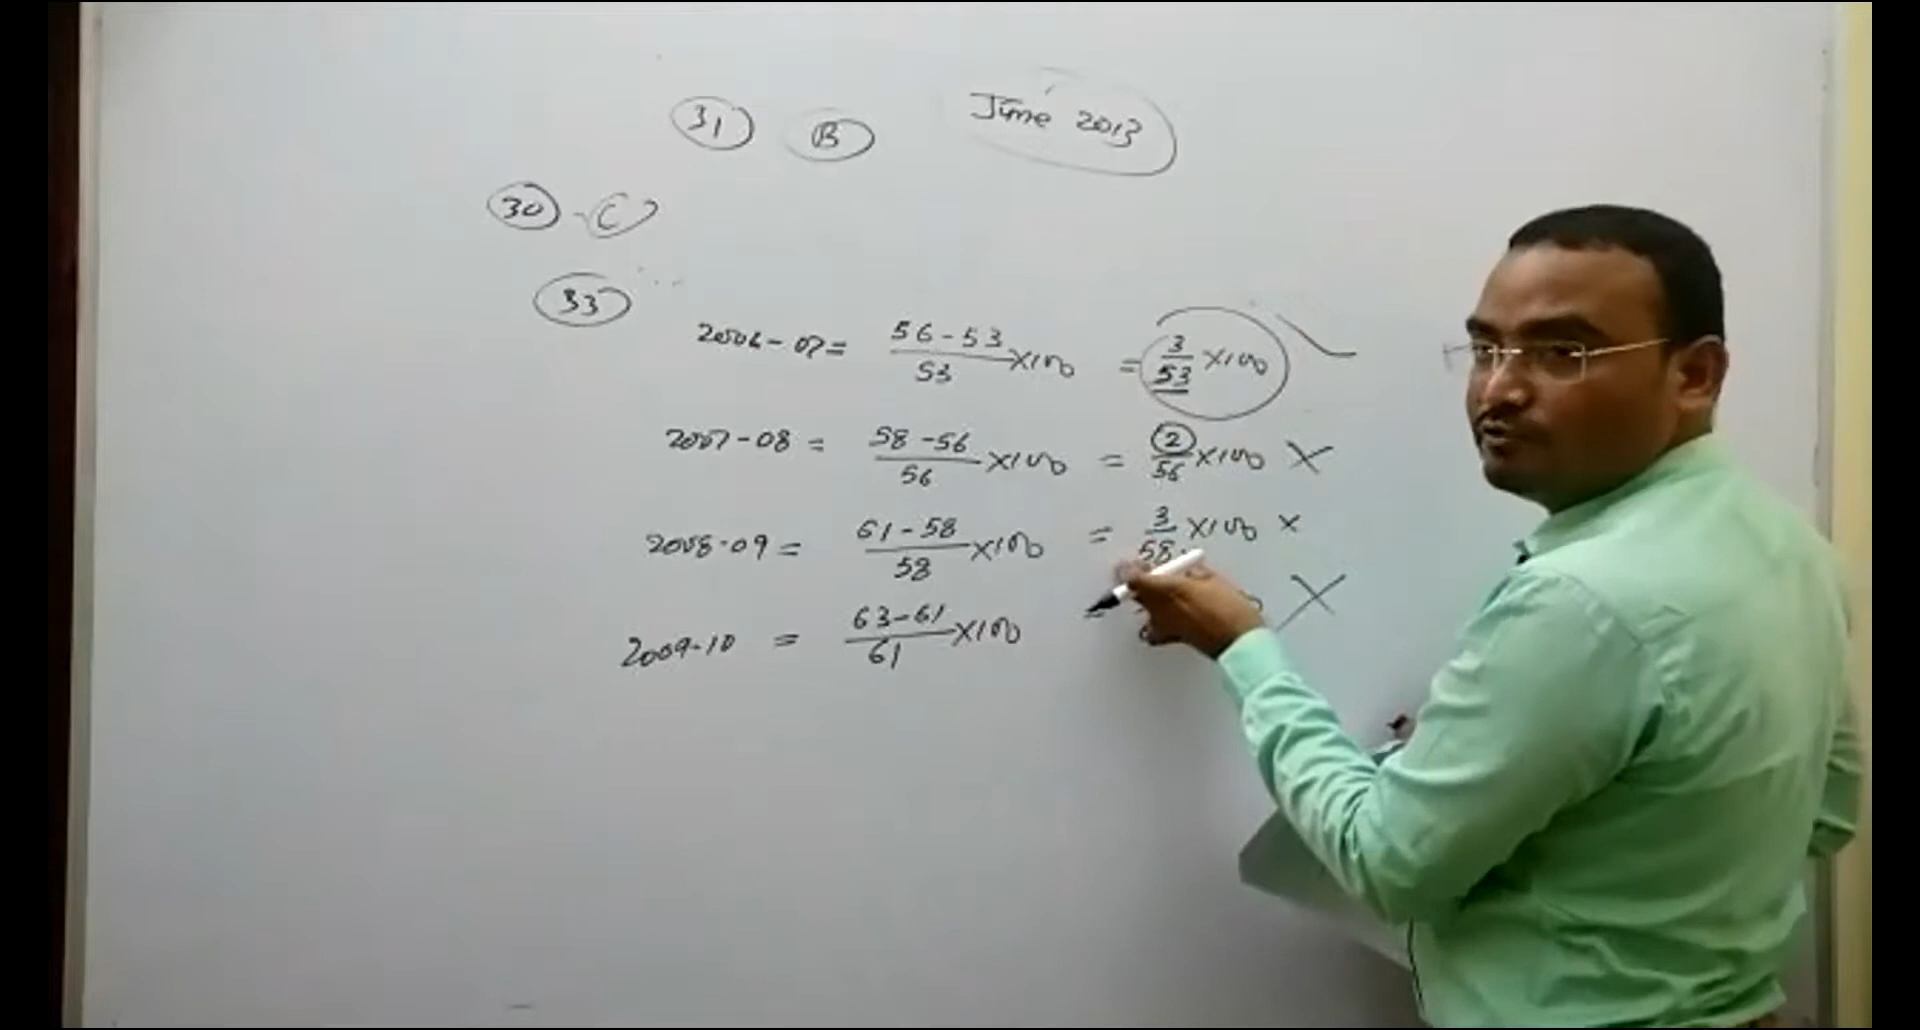 31 B June 2013
30 - C
33
2006-07 = 56-53/53 ×100 = 3/53 ×100
2007-08 = 58-56/56 ×100 = 2/56 ×100 ×
2008-09 = 61-58/58 ×100 = 3/58 ×100 ×
2009-10 = 63-61/61 ×100 = ×